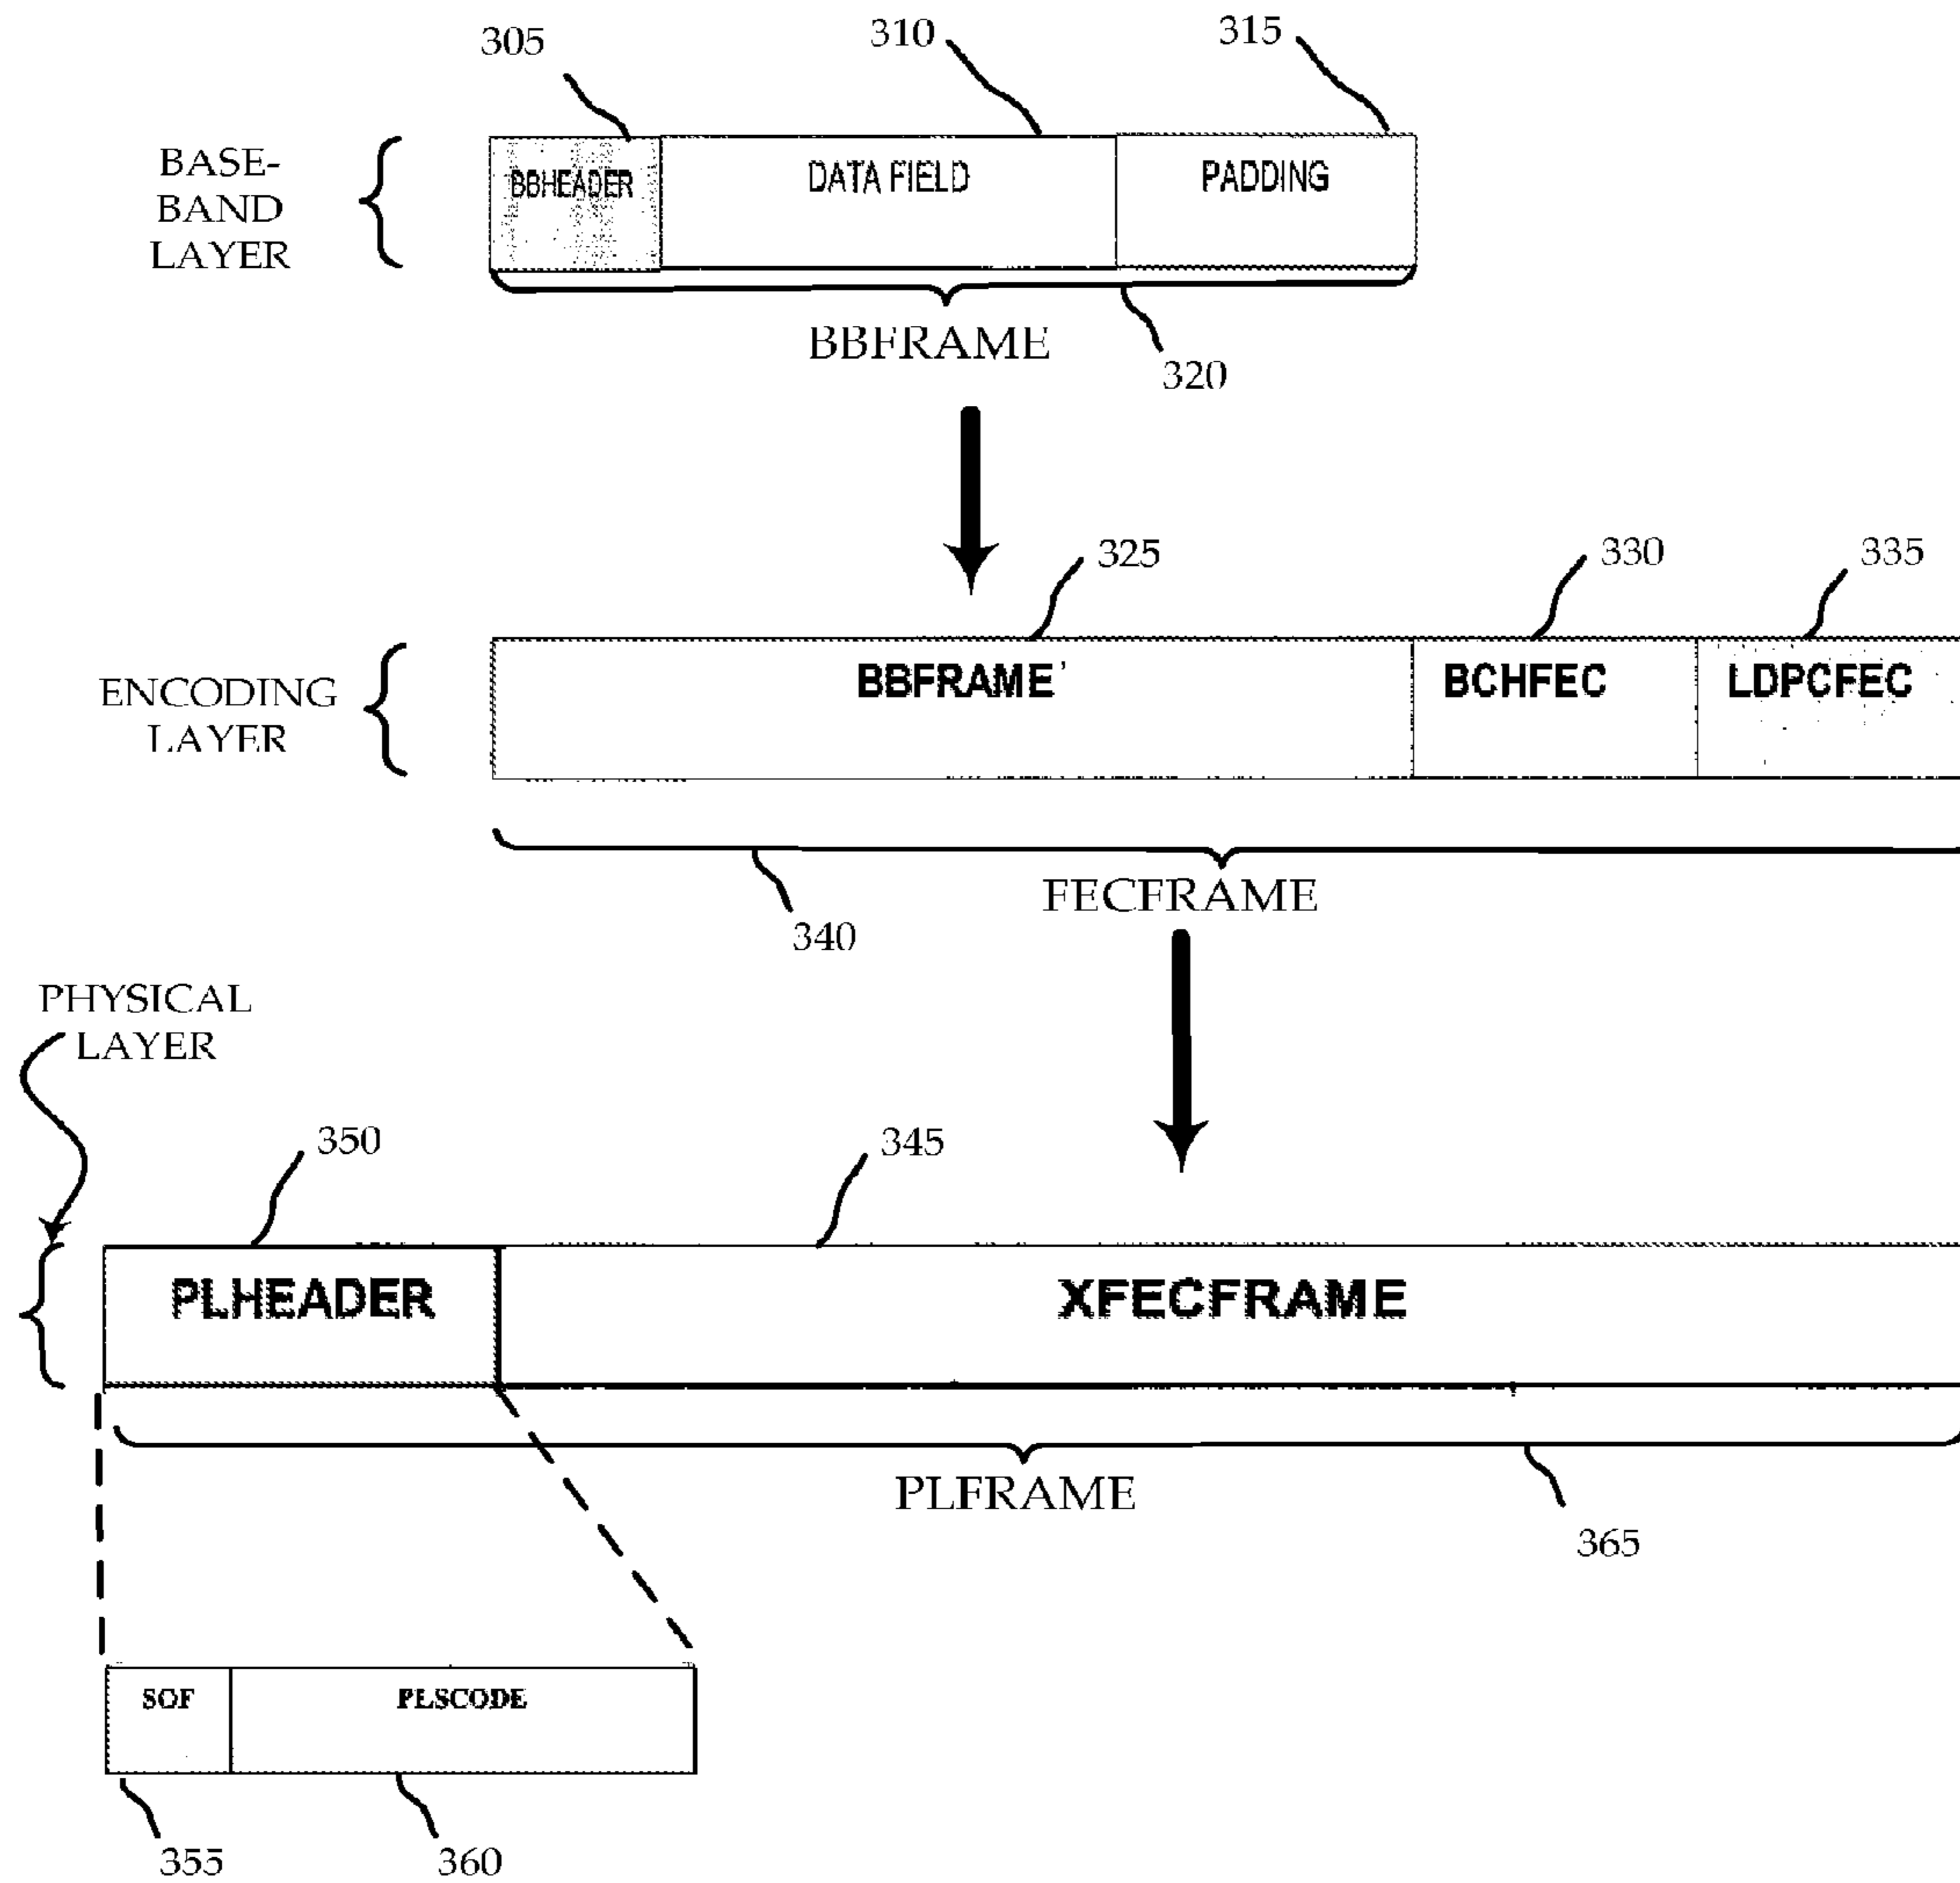 305
310
315
BASE-
BAND
LAYER
BBHEADER
DATA FIELD
PADDING
BBFRAME
320
325
330
335
ENCODING
LAYER
BBFRAME'
BCHFEC
LDPCFEC
FECFRAME
340
PHYSICAL
LAYER
350
345
PLHEADER
XFECFRAME
PLFRAME
365
SOF
PLSCODE
355
360